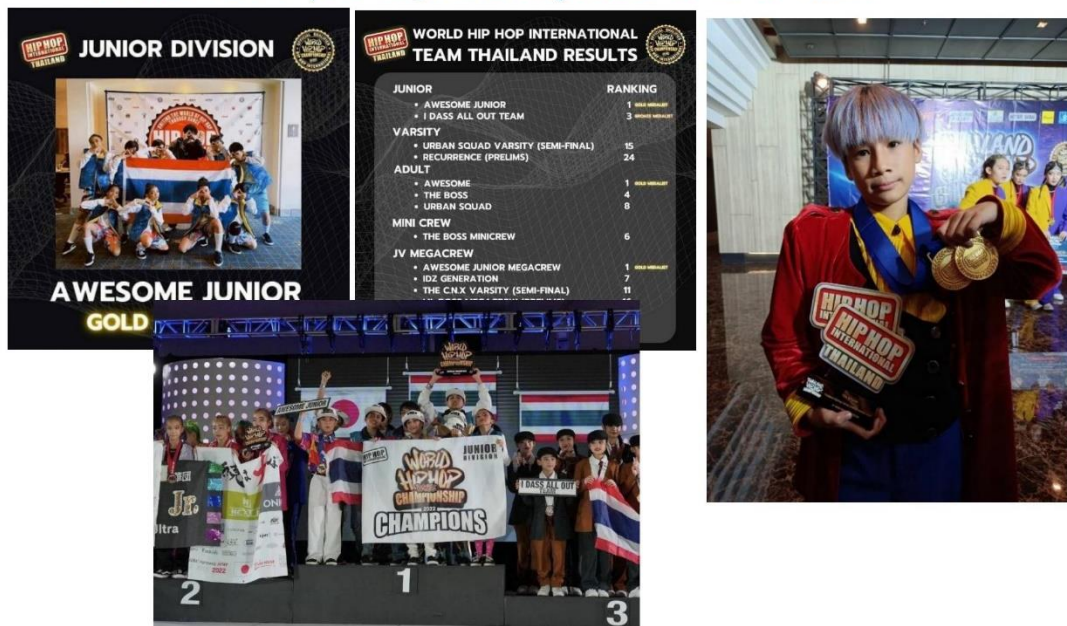 HIP HOP
INTERNATIONAL
THAILAND
JUNIOR DIVISION
AWESOME JUNIOR
GOLD
HIP HOP
INTERNATIONAL
THAILAND
WORLD HIP HOP INTERNATIONAL
TEAM THAILAND RESULTS
JUNIOR RANKING
• AWESOME JUNIOR 1 GOLD MEDALIST
• I DASS ALL OUT TEAM 3 BRONZE MEDALIST
VARSITY
• URBAN SQUAD VARSITY (SEMI-FINAL) 15
• RECURRENCE (PRELIMS) 24
ADULT
• AWESOME 1 GOLD MEDALIST
• THE BOSS 4
• URBAN SQUAD 8
MINI CREW
• THE BOSS MINICREW 6
JV MEGACREW
• AWESOME JUNIOR MEGACREW 1 GOLD MEDALIST
• IDZ GENERATION 7
• THE C.N.X VARSITY (SEMI-FINAL) 11
HIP HOP
INTERNATIONAL
THAILAND
AWESOME JUNIOR
WORLD
HIP HOP
CHAMPIONSHIP
2022
CHAMPIONS
JUNIOR
DIVISION
I DASS ALL OUT
Jr.
Ultra
2022
2
1
3